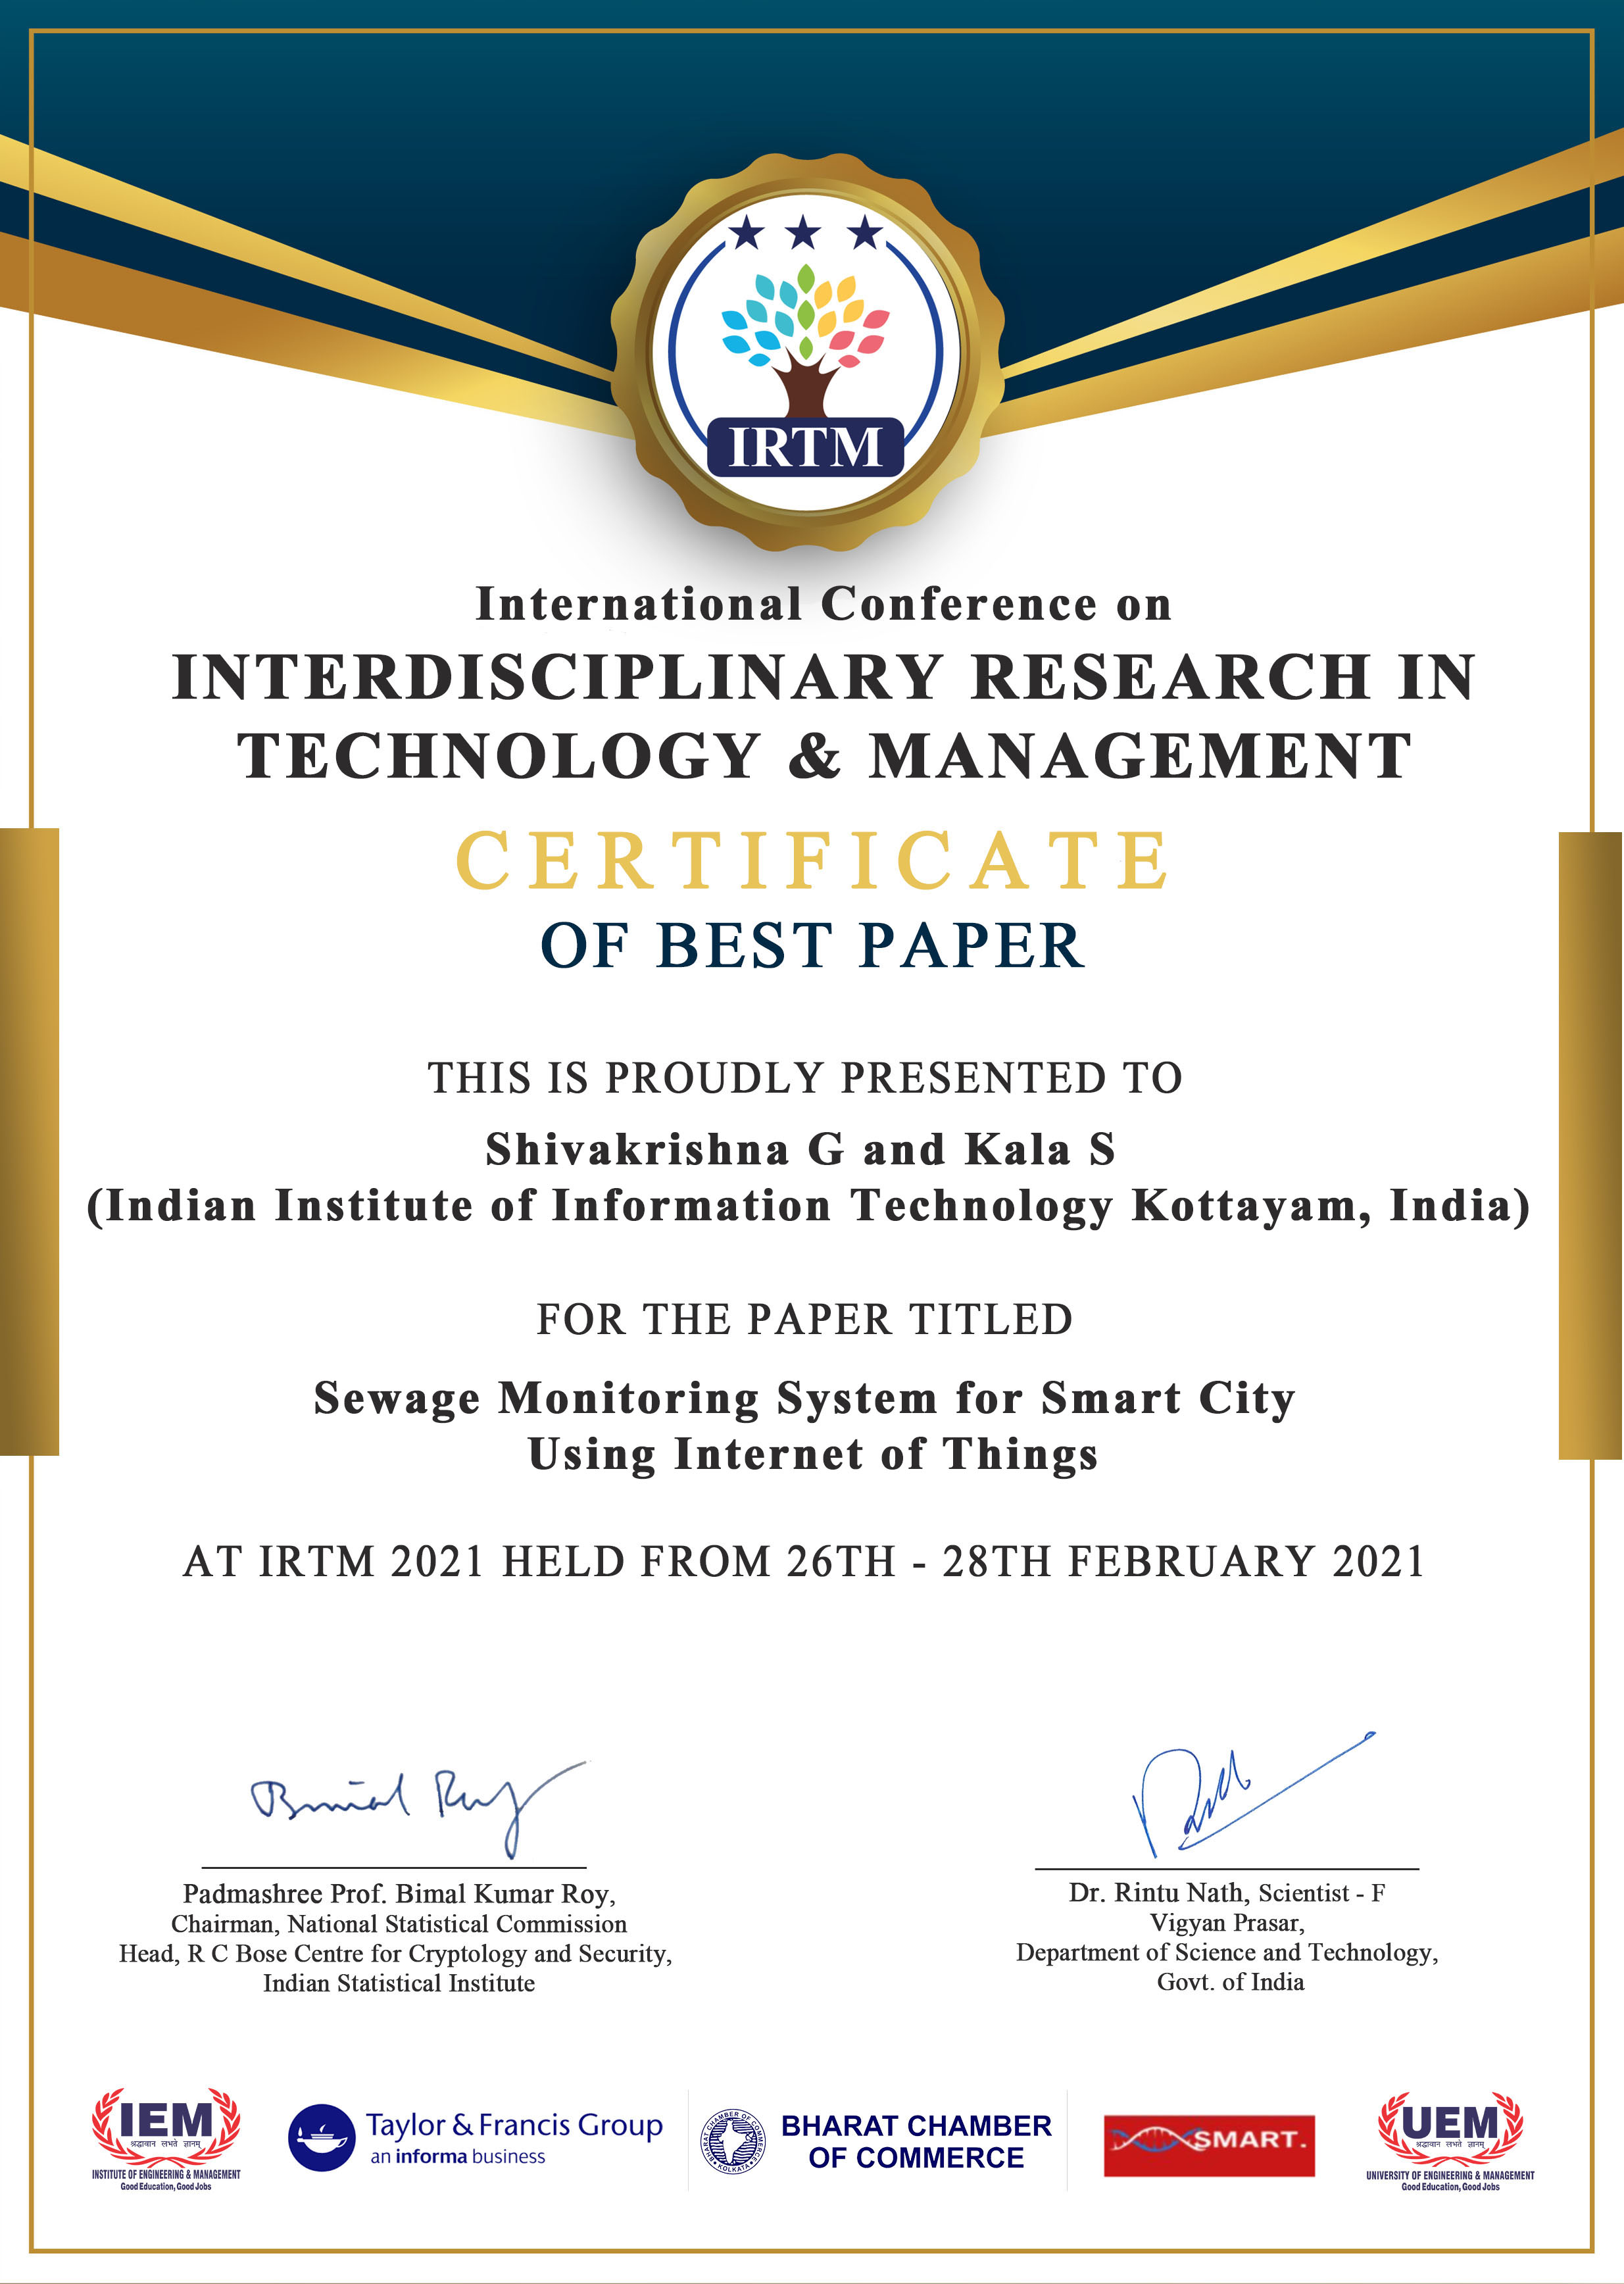 IRTM
International Conference on
INTERDISCIPLINARY RESEARCH IN
TECHNOLOGY & MANAGEMENT
CERTIFICATE
OF BEST PAPER
THIS IS PROUDLY PRESENTED TO
Shivakrishna G and Kala S
(Indian Institute of Information Technology Kottayam, India)
FOR THE PAPER TITLED
Sewage Monitoring System for Smart City
Using Internet of Things
AT IRTM 2021 HELD FROM 26TH - 28TH FEBRUARY 2021
Bimal Roy
Padmashree Prof. Bimal Kumar Roy,
Chairman, National Statistical Commission
Head, R C Bose Centre for Cryptology and Security,
Indian Statistical Institute
Dr. Rintu Nath, Scientist - F
Vigyan Prasar,
Department of Science and Technology,
Govt. of India
IEM
श्रद्धावान लभते ज्ञानम्
INSTITUTE OF ENGINEERING & MANAGEMENT
Good Education, Good Jobs
Taylor & Francis Group
an informa business
BHARAT CHAMBER OF COMMERCE
KOLKATA
BHARAT CHAMBER
OF COMMERCE
SMART.
UEM
श्रद्धावान लभते ज्ञानम्
UNIVERSITY OF ENGINEERING & MANAGEMENT
Good Education, Good Jobs